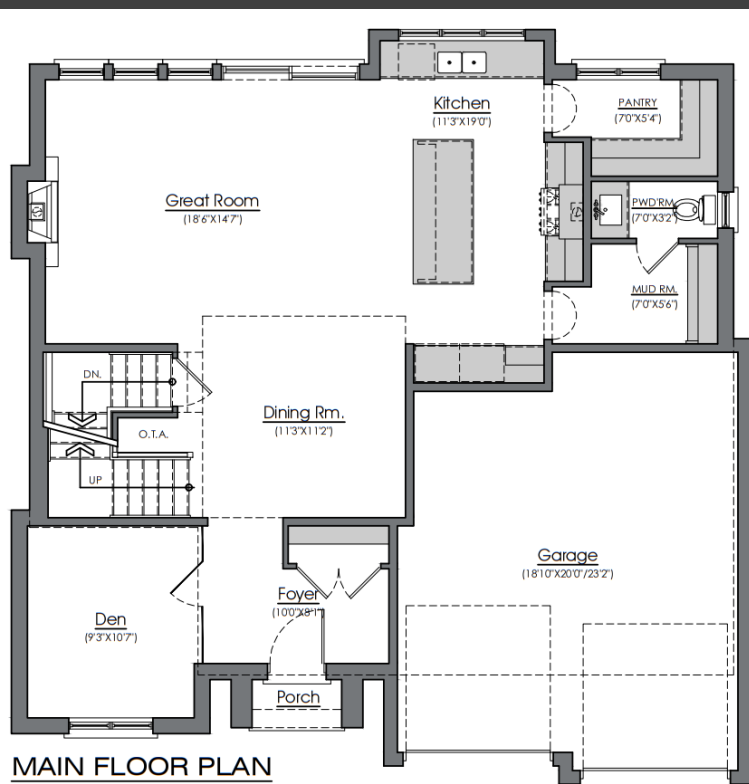 Kitchen
(11'3"X19'0")
PANTRY
(7'0"X5'4")
Great Room
(18'6"X14'7")
PWD'RM.
(7'0"X3'2")
MUD RM.
(7'0"X5'6")
DN.
O.T.A.
UP
Dining Rm.
(11'3"X11'2")
Garage
(18'10"X20'0"/23'2")
Foyer
(10'0"X8'1")
Den
(9'3"X10'7")
Porch
MAIN FLOOR PLAN